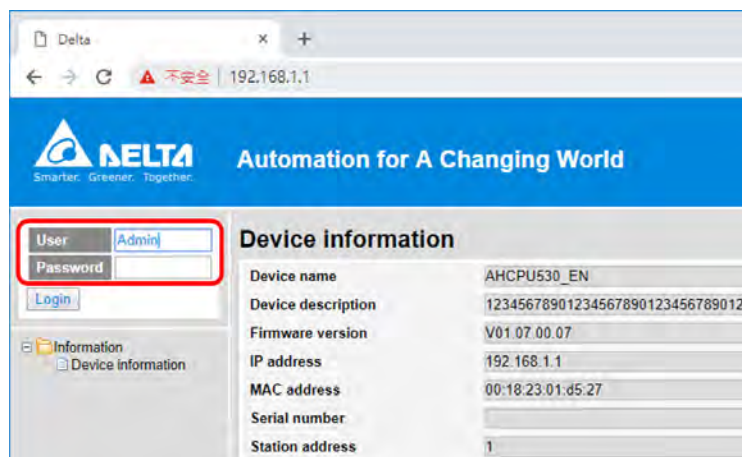 Delta
不安全 | 192.168.1.1
DELTA
Smarter. Greener. Together.
Automation for A Changing World
User Admin
Password
Login
Information
Device information
Device information
Device name AHCPU530_EN
Device description 12345678901234567890123456789012
Firmware version V01.07.00.07
IP address 192.168.1.1
MAC address 00:18:23:01:d5:27
Serial number
Station address 1